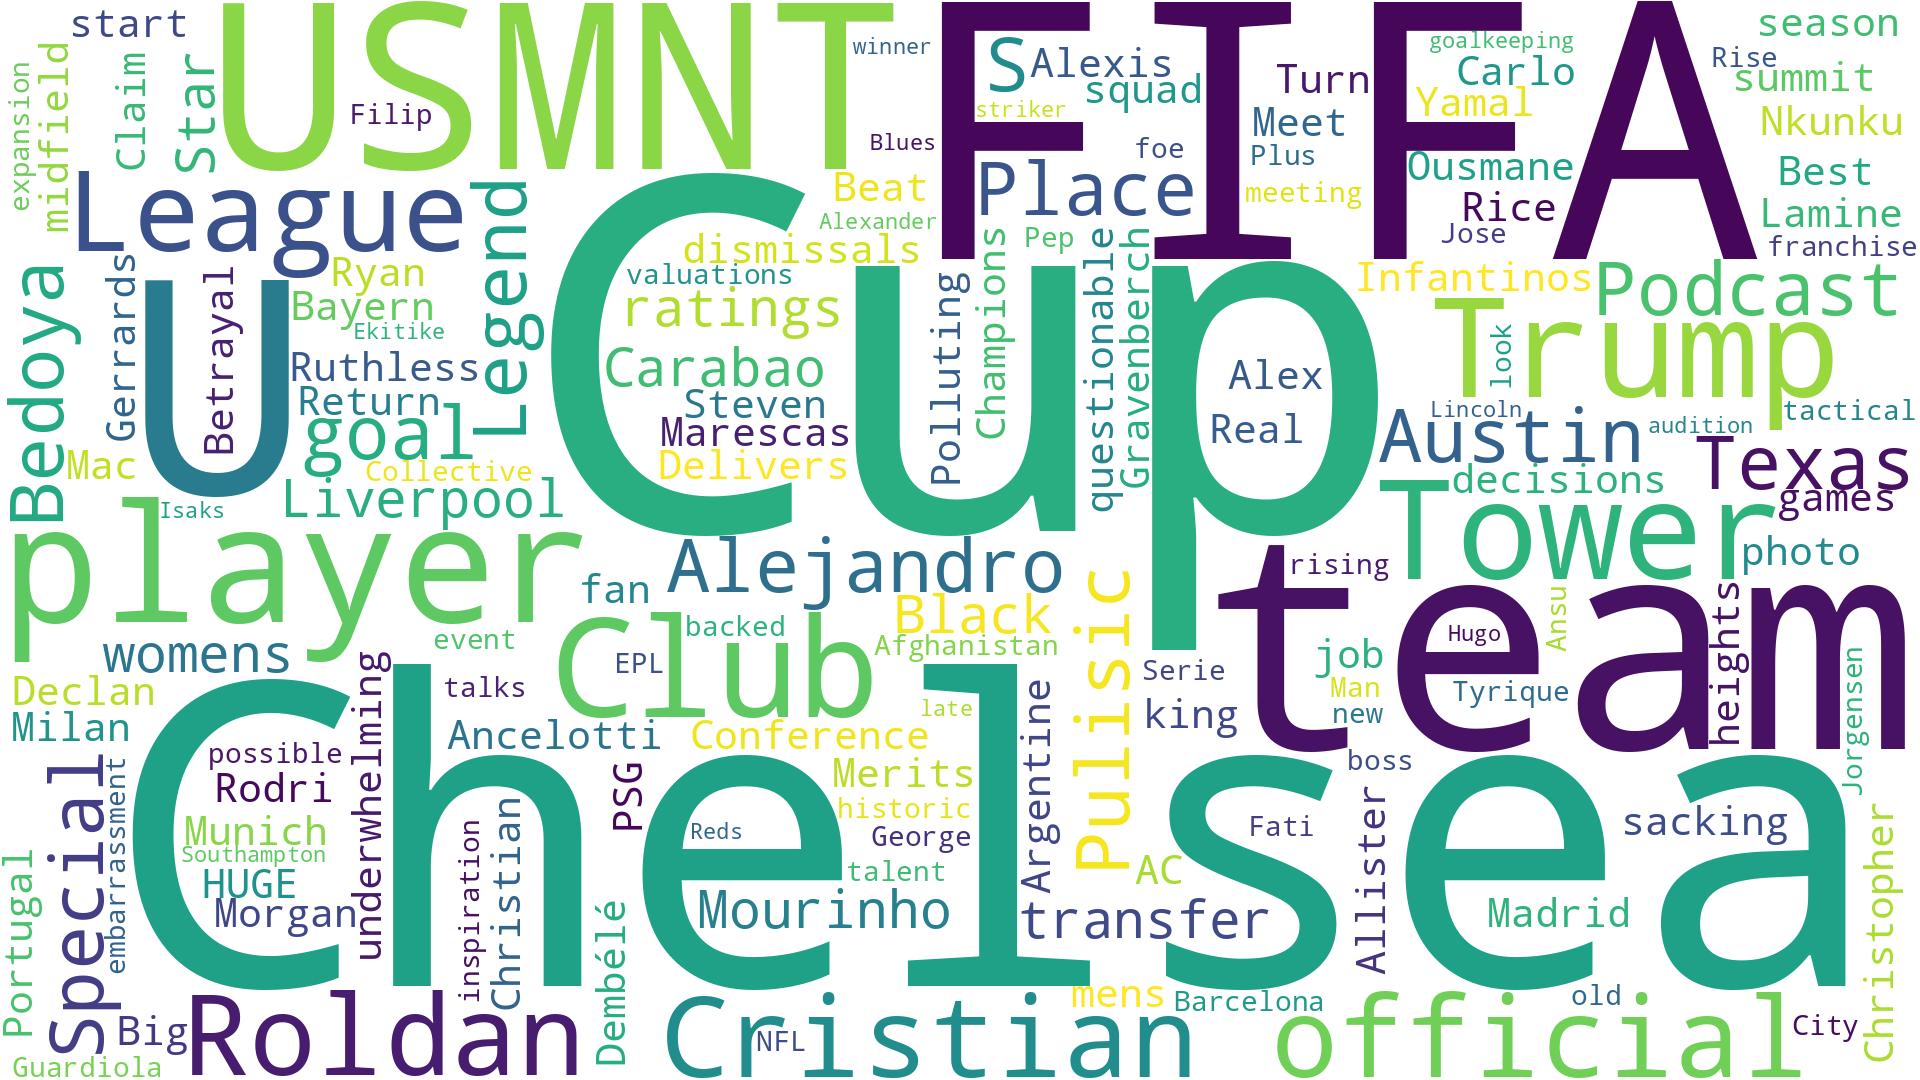 start
USMNT
FIFA
winner
S
Alexis
squad
striker
goalkeeping
Carlo
Turn
Rise
season
summit
expansion
midfield
Claim
Star
Filip
Blues
foe
Meet
Plus
Yamal
Nkunku
League
Legend
Beat
Alexander
Place
Pep
meeting
Ousmane
Rice
Jose
Best
Lamine
franchise
Bedoya
Gerrards
Betrayal
U
Ryan
Bayern
Ekitike
Ruthless
Return
goal
Collective
Mac
Isaks
Liverpool
Cup
dismissals
valuations
ratings
Carabao
Steven
Marescas
Delivers
Polluting
Champions
questionable
Gravenberch
Alex
Real
Infantinos
Podcast
Trump
look
Lincoln
audition
tactical
Austin
Texas
decisions
games
Tower
photo
player
fan
Alejandro
Black
Pulisic
team
rising
Hugo
Ansu
heights
womens
event
EPL
Club
backed
Afghanistan
Serie
king
job
Man
new
Tyrique
Jorgensen
Declan
Milan
underwhelming
talks
Ancelotti
Conference
late
Argentine
boss
Chelsea
possible
Rodri
Munich
Southampton
HUGE
Morgan
inspiration
Christian
PSG
Reds
Merits
historic
George
talent
Mourinho
AC
Fati
transfer
Allister
sacking
Madrid
Christopher
Portugal
Special
embarrassment
Big
Guardiola
Roldan
Dembélé
Cristian
NFL
mens
Barcelona
official
old
City